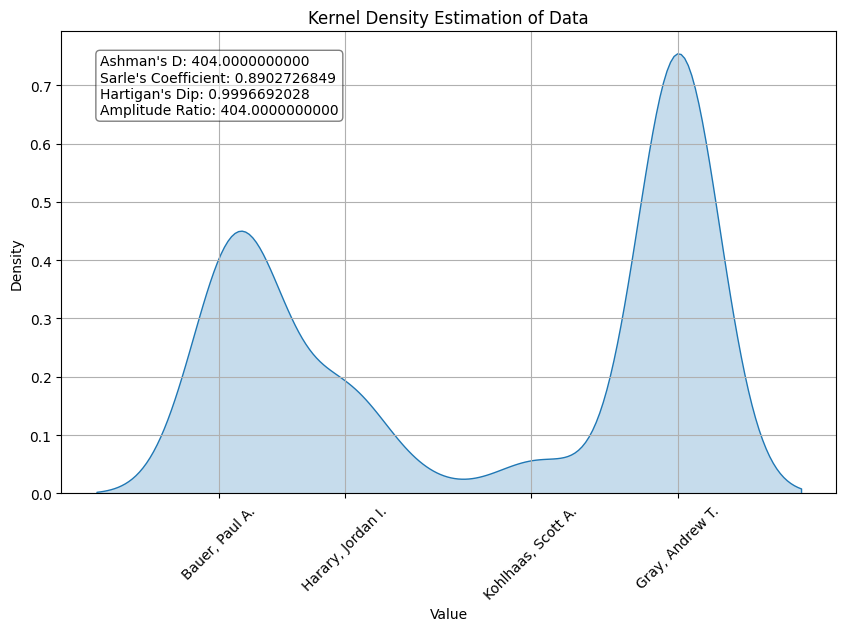 Kernel Density Estimation of Data
Ashman's D: 404.0000000000
Sarle's Coefficient: 0.8902726849
Hartigan's Dip: 0.9996692028
Amplitude Ratio: 404.0000000000
Density
0.7
0.6
0.5
0.4
0.3
0.2
0.1
0.0
Bauer, Paul A.
Harary, Jordan I.
Kohlhaas, Scott A.
Gray, Andrew T.
Value